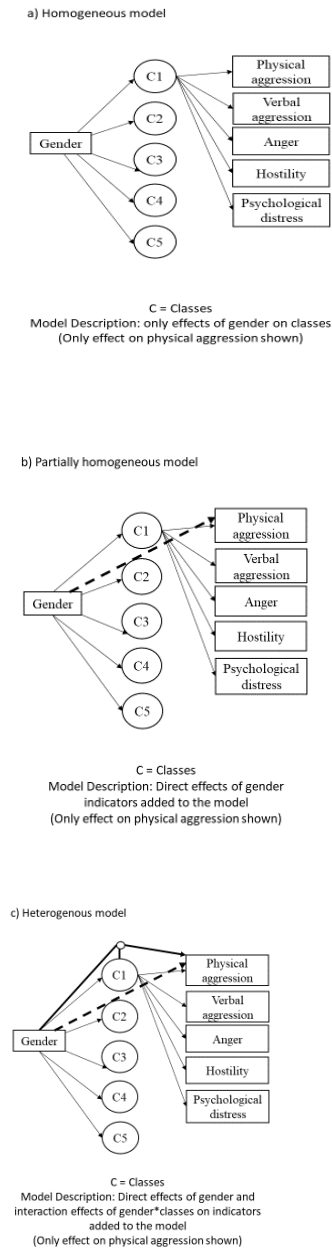 a) Homogeneous model
Gender
C1
C2
C3
C4
C5
Physical
aggression
Verbal
aggression
Anger
Hostility
Psychological
distress
C = Classes
Model Description: only effects of gender on classes
(Only effect on physical aggression shown)
b) Partially homogeneous model
Gender
C1
C2
C3
C4
C5
Physical
aggression
Verbal
aggression
Anger
Hostility
Psychological
distress
C = Classes
Model Description: Direct effects of gender
indicators added to the model
(Only effect on physical aggression shown)
c) Heterogenous model
Gender
C1
C2
C3
C4
C5
Physical
aggression
Verbal
aggression
Anger
Hostility
Psychological
distress
C = Classes
Model Description: Direct effects of gender and
interaction effects of gender*classes on indicators
added to the model
(Only effect on physical aggression shown)